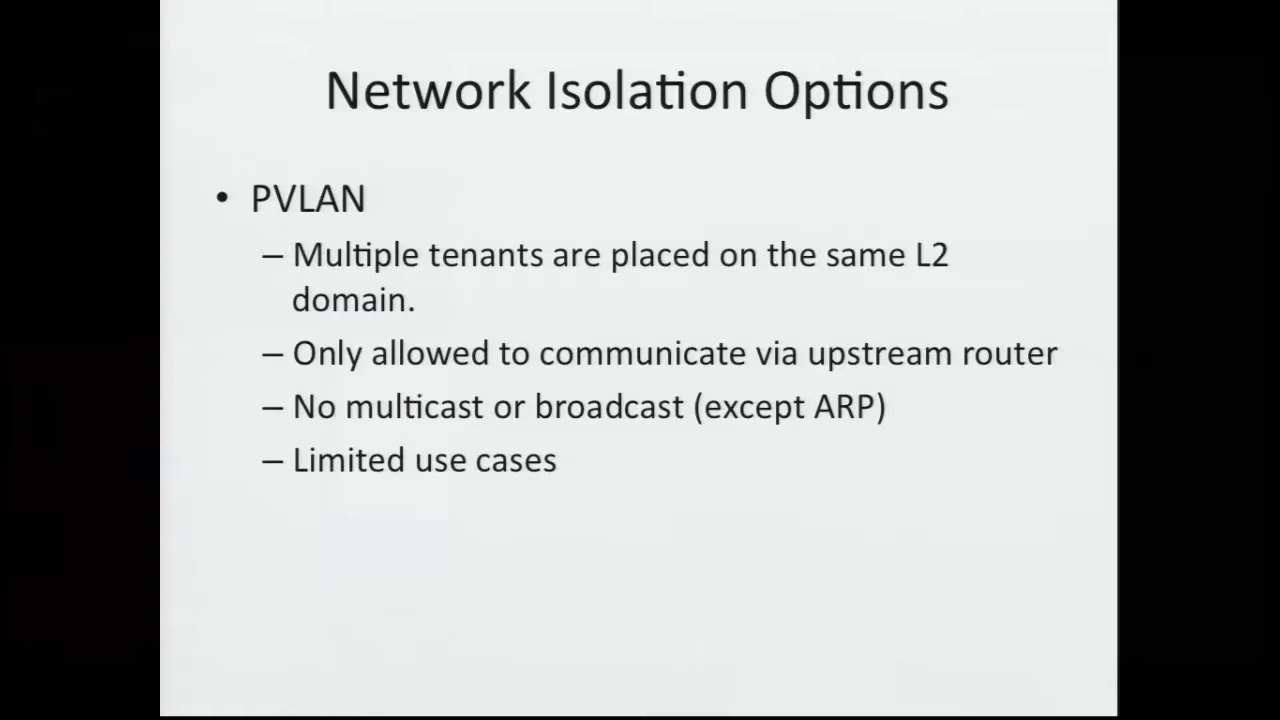 Network Isolation Options
• PVLAN
– Multiple tenants are placed on the same L2
domain.
– Only allowed to communicate via upstream router
– No multicast or broadcast (except ARP)
– Limited use cases